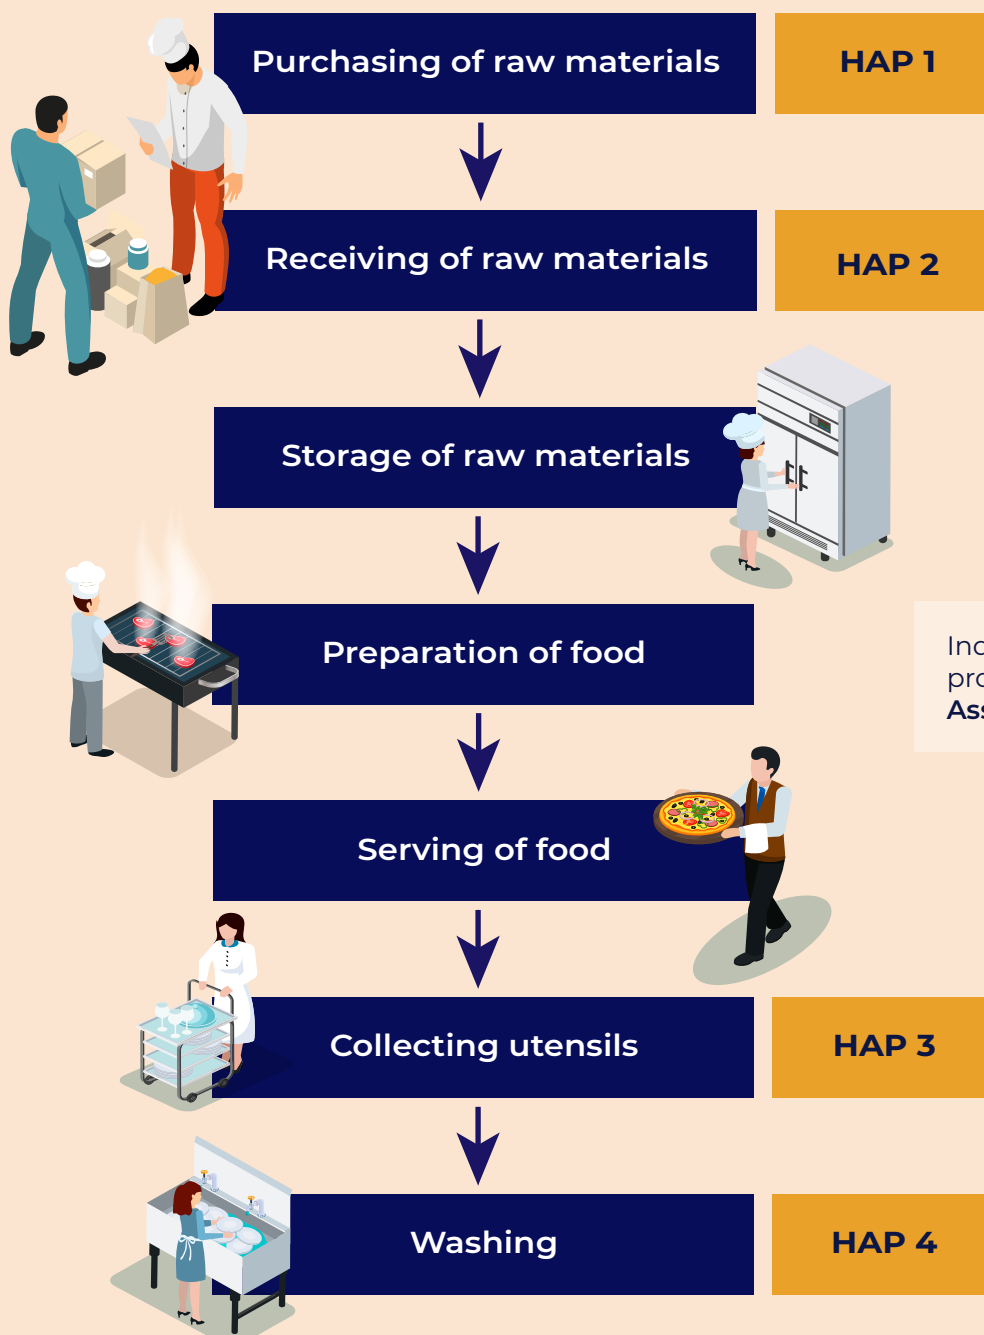 Purchasing of raw materials
HAP 1
Receiving of raw materials
HAP 2
Storage of raw materials
Preparation of food
Serving of food
Collecting utensils
HAP 3
Washing
HAP 4